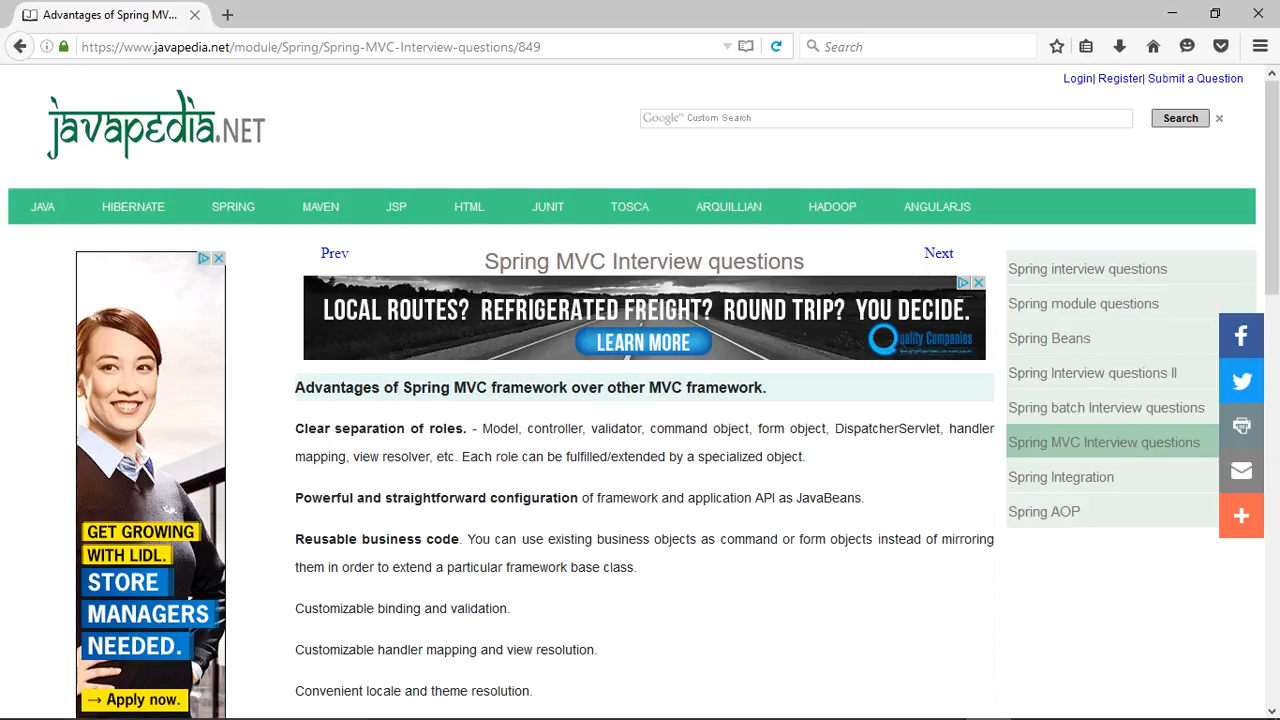 Advantages of Spring MV...
https://www.javapedia.net/module/Spring/Spring-MVC-Interview-questions/849
Search
Login| Register| Submit a Question
javapedia.NET
Google™ Custom Search
Search
JAVA HIBERNATE SPRING MAVEN JSP HTML JUNIT TOSCA ARQUILLIAN HADOOP ANGULARJS
Prev
Spring MVC Interview questions
Next
LOCAL ROUTES? REFRIGERATED FREIGHT? ROUND TRIP? YOU DECIDE.
LEARN MORE
Quality Companies
Advantages of Spring MVC framework over other MVC framework.
Clear separation of roles. - Model, controller, validator, command object, form object, DispatcherServlet, handler
mapping, view resolver, etc. Each role can be fulfilled/extended by a specialized object.
Powerful and straightforward configuration of framework and application API as JavaBeans.
Reusable business code. You can use existing business objects as command or form objects instead of mirroring
them in order to extend a particular framework base class.
Customizable binding and validation.
Customizable handler mapping and view resolution.
Convenient locale and theme resolution.
GET GROWING
WITH LIDL.
STORE
MANAGERS
NEEDED.
→ Apply now.
Spring interview questions
Spring module questions
Spring Beans
Spring Interview questions II
Spring batch Interview questions
Spring MVC Interview questions
Spring Integration
Spring AOP